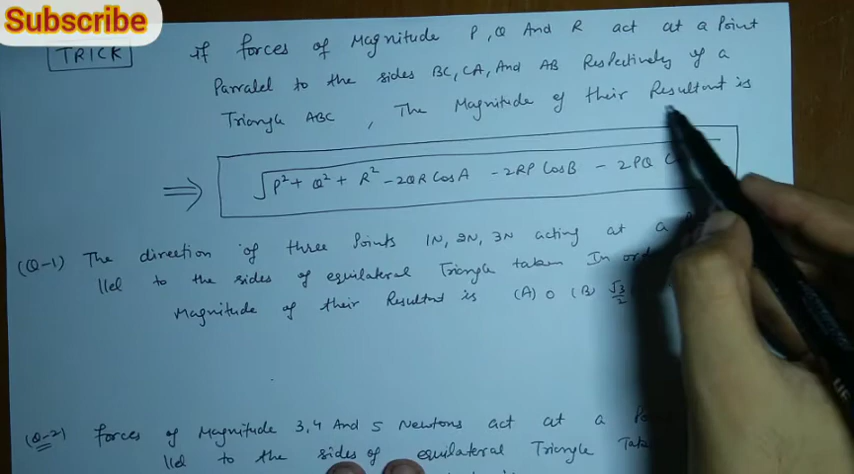 Subscribe
TRICK
if forces of Magnitude P, Q And R act at a Point
Parralel to the sides BC, CA, And AB Respectively of a
Triangle ABC , The Magnitude of their Resultant is
⇒ √P² + Q² + R² - 2QR CosA - 2RP CosB - 2PQ
(Q-1) The direction of three Points 1N, 2N, 3N acting at a
llel to the sides of equilateral Triangle taken In
Magnitude of their Resultnt is (A) 0 (B) √3/2
(Q-2) forces of Magnitude 3, 4 And 5 Newtons act at a
llel to the sides of equilateral Triangle